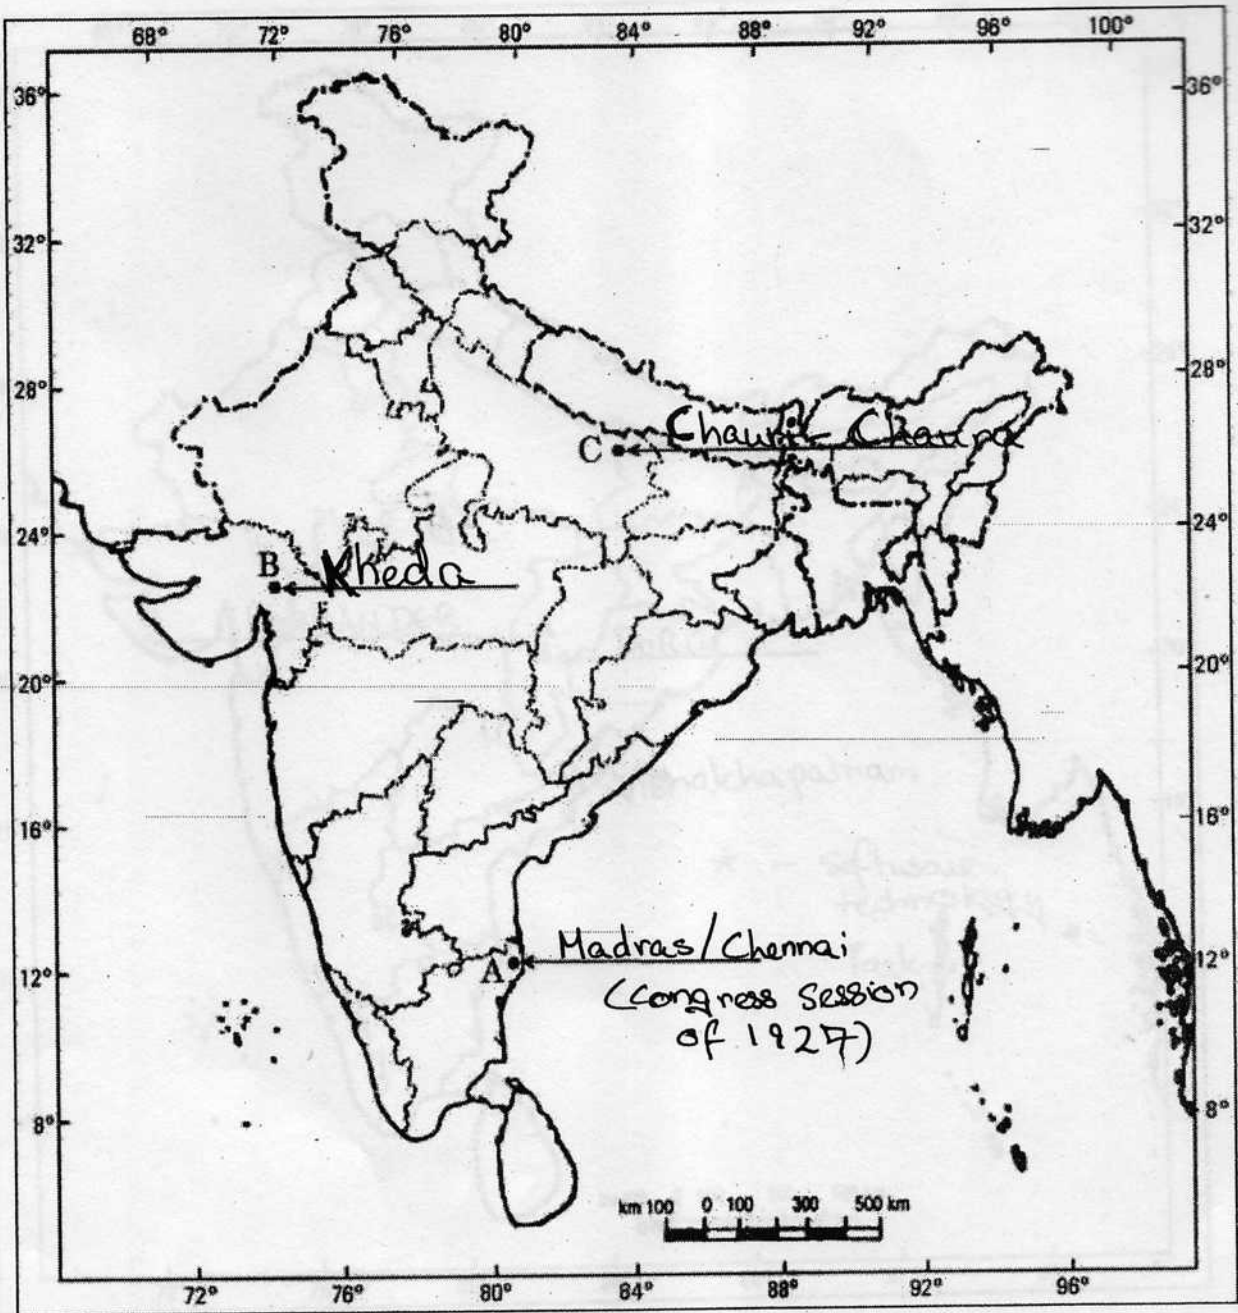 68° 72° 76° 80° 84° 88° 92° 96° 100°
36° 36°
32° 32°
28° 28°
C Chauri - Chaura
24° 24°
B Kheda
20° 20°
16° 16°
Madras/Chennai
12° A 12°
(Congress Session
of 1927)
8° 8°
km 100 0 100 300 500 km
72° 76° 80° 84° 88° 92° 96°